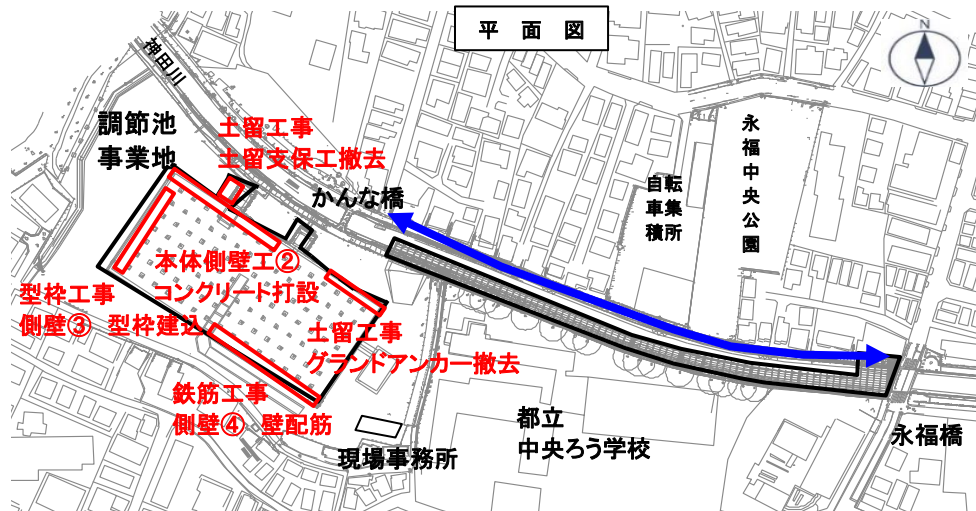 平面図
N
神田川
調節池
事業地
土留工事
土留支保工撤去
かんな橋
自転
車集
積所
永福中央公園
本体側壁工②
コンクリート打設
型枠工事
側壁③ 型枠建込
土留工事
グランドアンカー撤去
鉄筋工事
側壁④ 壁配筋
現場事務所
都立
中央ろう学校
永福橋